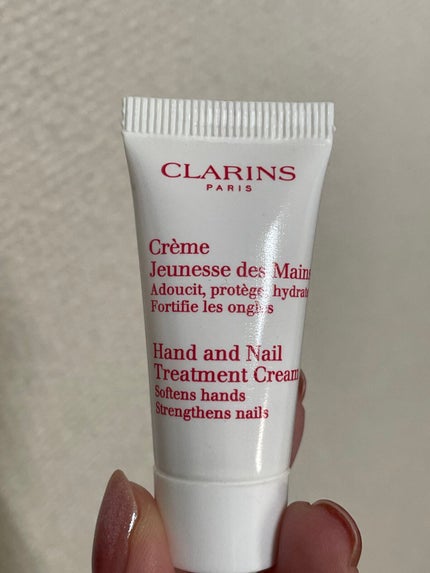 CLARINS
PARIS
Crème
Jeunesse des Mains
Adoucit, protège, hydrate
Fortifie les ongles
Hand and Nail
Treatment Cream
Softens hands
Strengthens nails